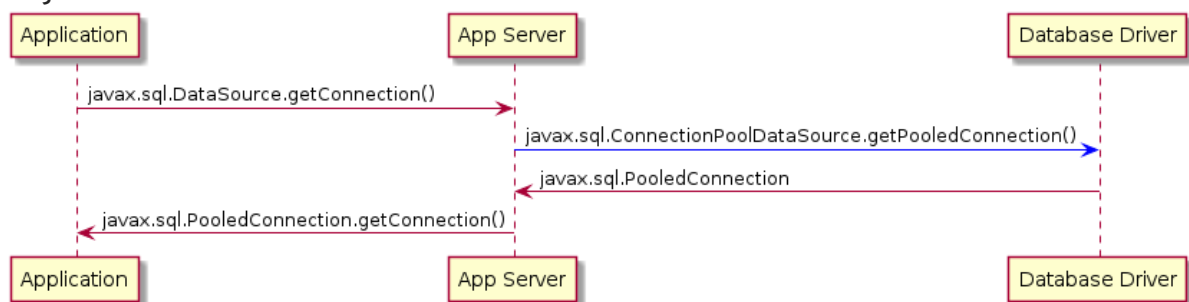 Application
App Server
Database Driver
javax.sql.DataSource.getConnection()
javax.sql.ConnectionPoolDataSource.getPooledConnection()
javax.sql.PooledConnection
javax.sql.PooledConnection.getConnection()
Application
App Server
Database Driver